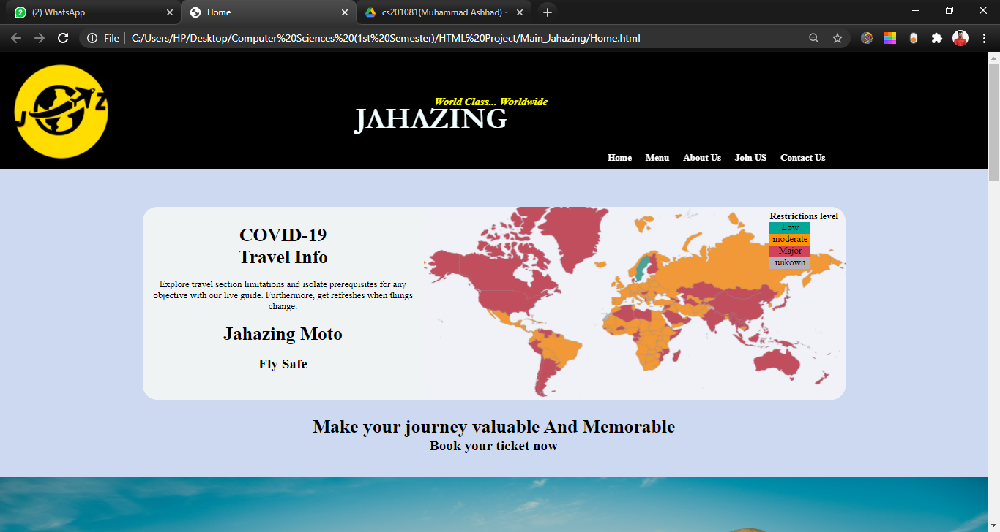 (2) WhatsApp
Home
cs201081(Muhammad Ashhad) -
File
C:/Users/HP/Desktop/Computer%20Sciences%20(1st%20Semester)/HTML%20Project/Main_Jahazing/Home.html
J Z
World Class... Worldwide
JAHAZING
Home Menu About Us Join US Contact Us
COVID-19
Travel Info
Explore travel section limitations and isolate prerequisites for any
objective with our live guide. Furthermore, get refreshes when things
change.
Jahazing Moto
Fly Safe
Restrictions level
Low
moderate
Major
unkown
Make your journey valuable And Memorable
Book your ticket now